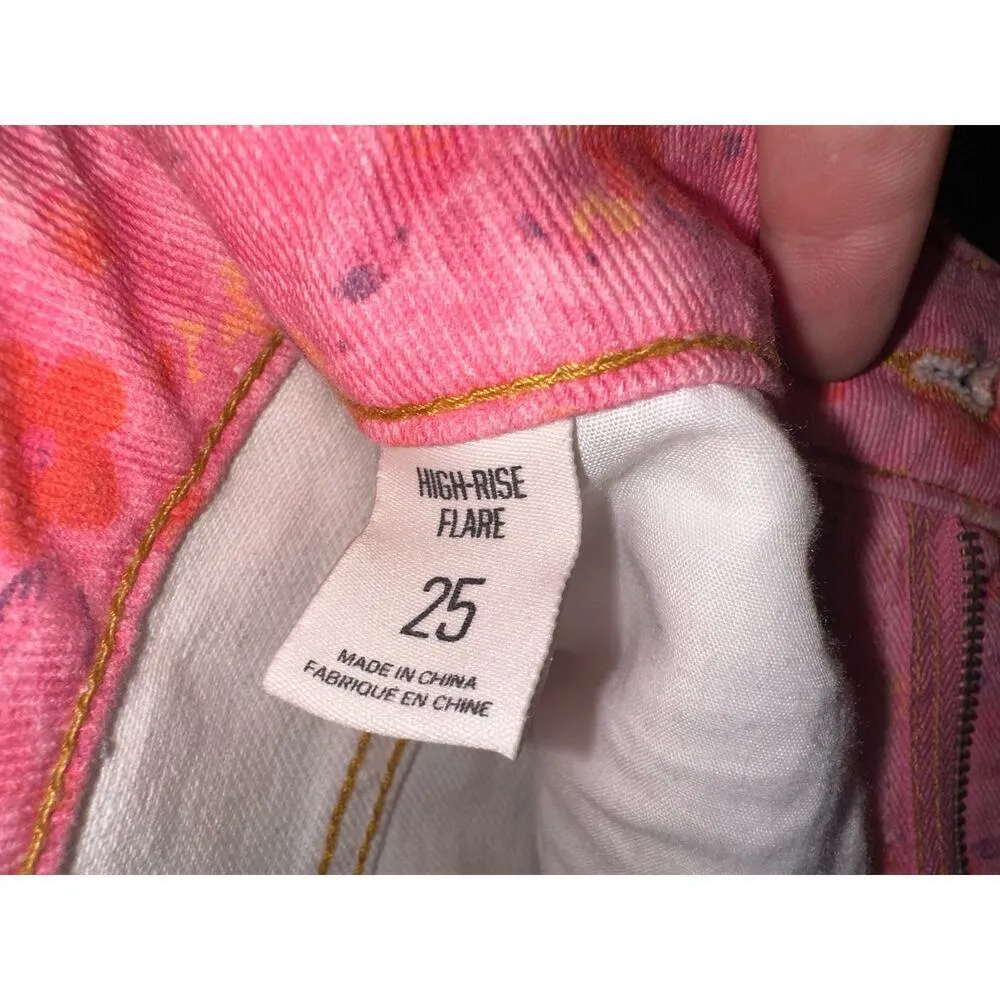 HIGH-RISE
FLARE
25
MADE IN CHINA
FABRIQUÉ EN CHINE